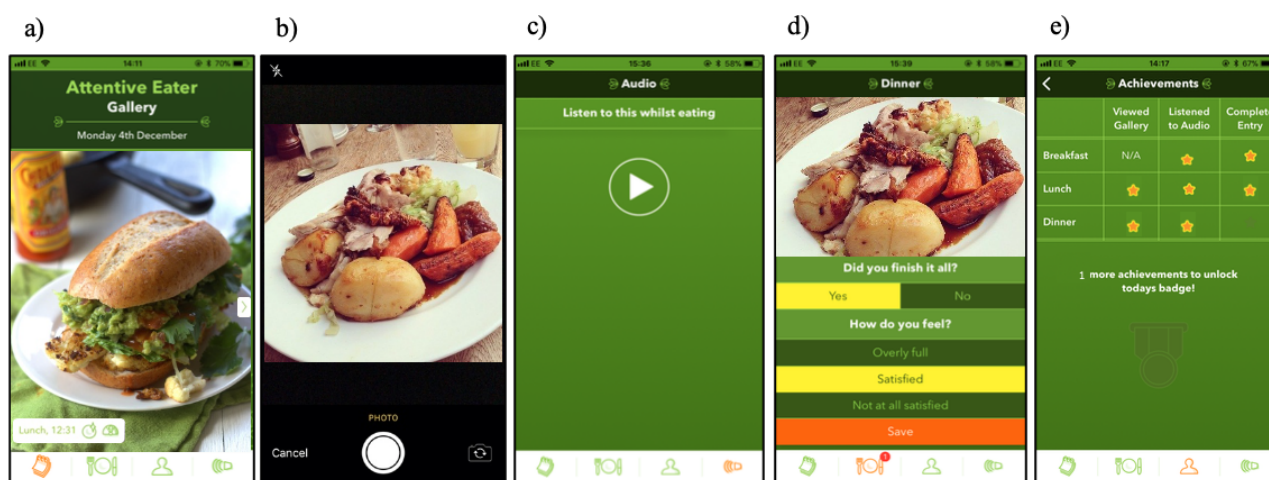 a)
b)
c)
d)
e)
EE 14:11 70%
Attentive Eater
Gallery
Monday 4th December
Lunch, 12:31
PHOTO
Cancel
EE 15:36 58%
Audio
Listen to this whilst eating
EE 15:39 58%
Dinner
Did you finish it all?
Yes No
How do you feel?
Overly full
Satisfied
Not at all satisfied
Save
1
EE 14:17 67%
Achievements
Viewed Gallery Listened to Audio Complet Entry
Breakfast N/A
Lunch
Dinner
1 more achievements to unlock
todays badge!